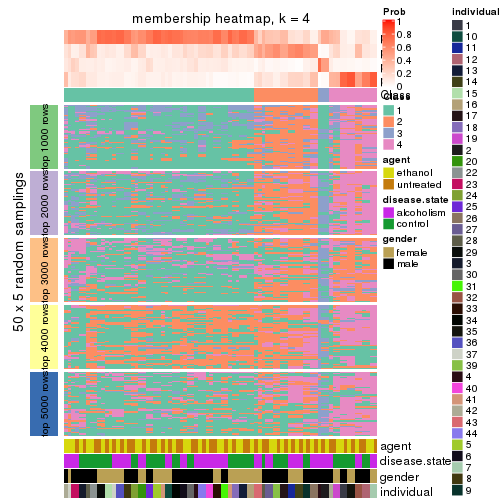 membership heatmap, k = 4
Prob
1
0.8
0.6
0.4
0.2
0
Class
Class
1
2
3
4
agent
ethanol
untreated
disease.state
alcoholism
control
gender
female
male
individual
1
10
11
12
13
14
15
16
17
18
19
2
20
22
23
24
25
26
27
28
29
3
30
31
32
33
34
35
36
37
39
4
40
41
42
43
44
5
6
7
8
9
50 x 5 random samplings
top 1000 rows
top 2000 rows
top 3000 rows
top 4000 rows
top 5000 rows
agent
disease.state
gender
individual